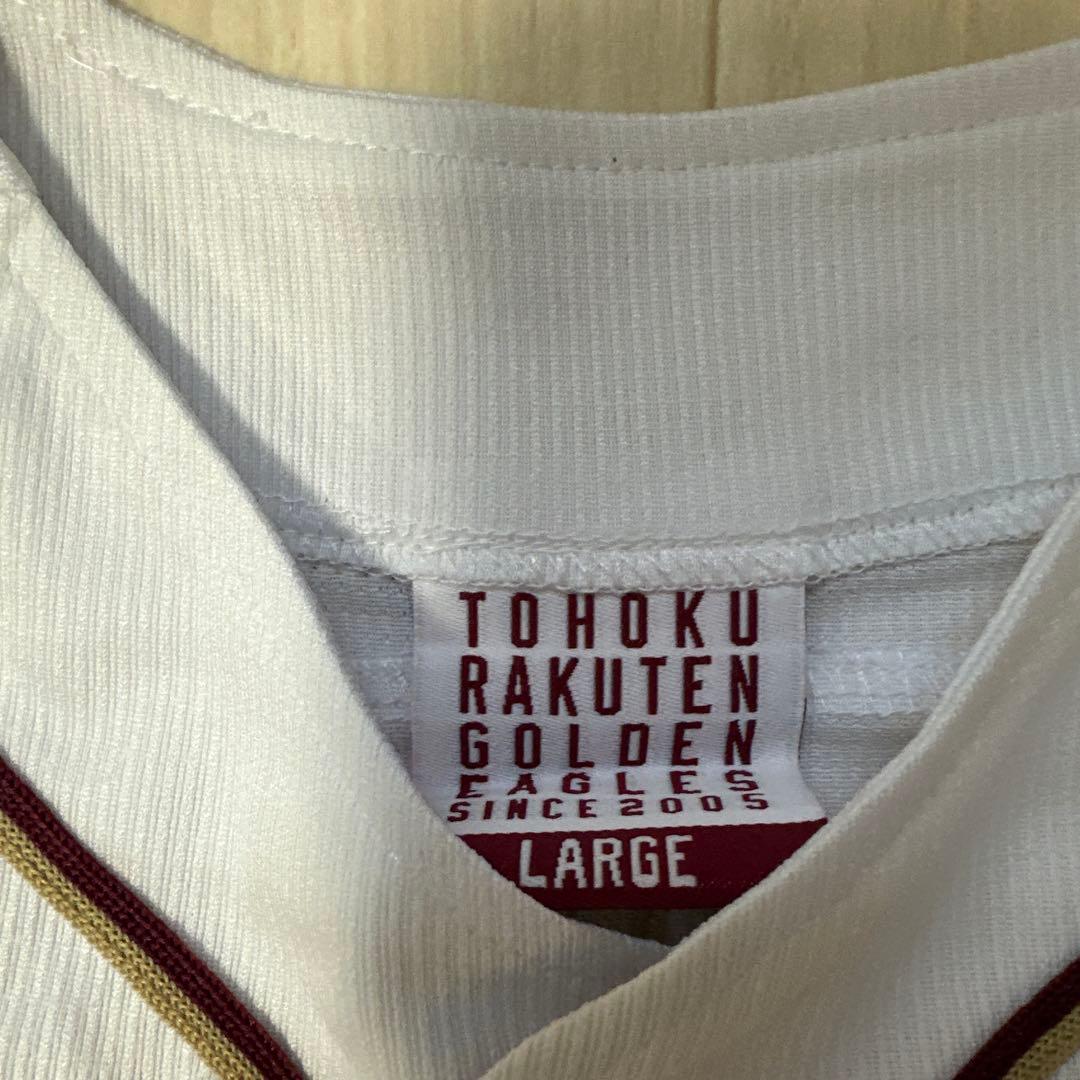 TOHOKU
RAKUTEN
GOLDEN
EAGLES
SINCE 2005
LARGE